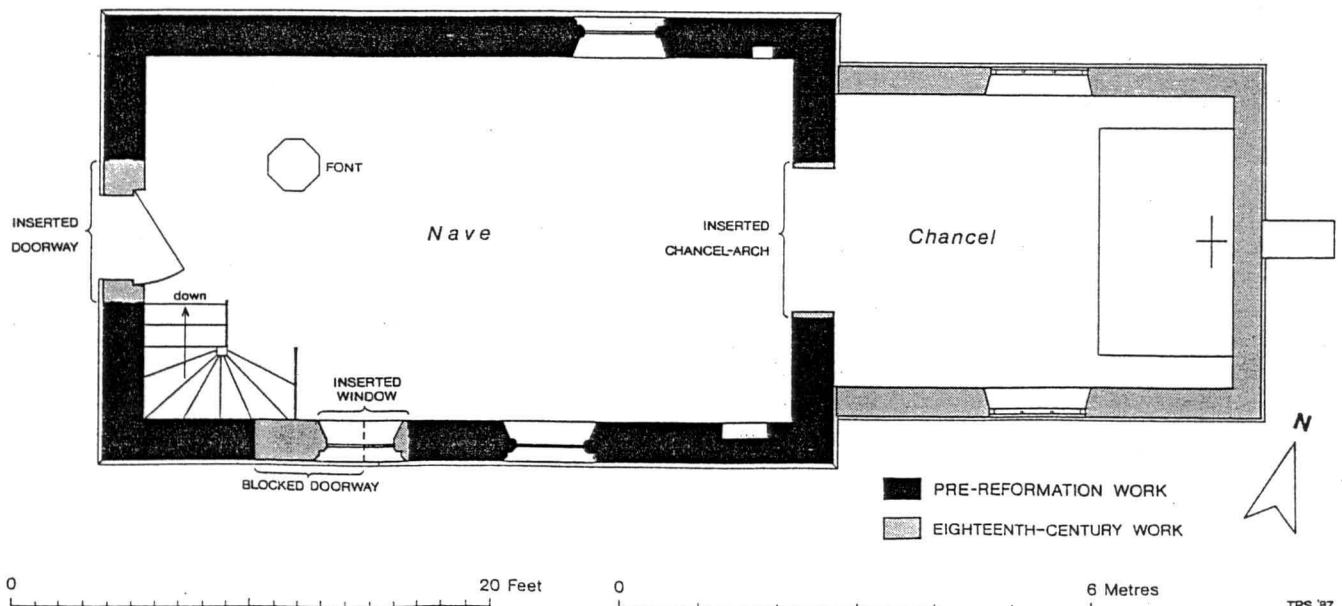 FONT
INSERTED
DOORWAY
Nave
INSERTED
CHANCEL-ARCH
Chancel
down
INSERTED
WINDOW
BLOCKED DOORWAY
N
PRE-REFORMATION WORK
EIGHTEENTH-CENTURY WORK
0 20 Feet
0 6 Metres
TPS '97